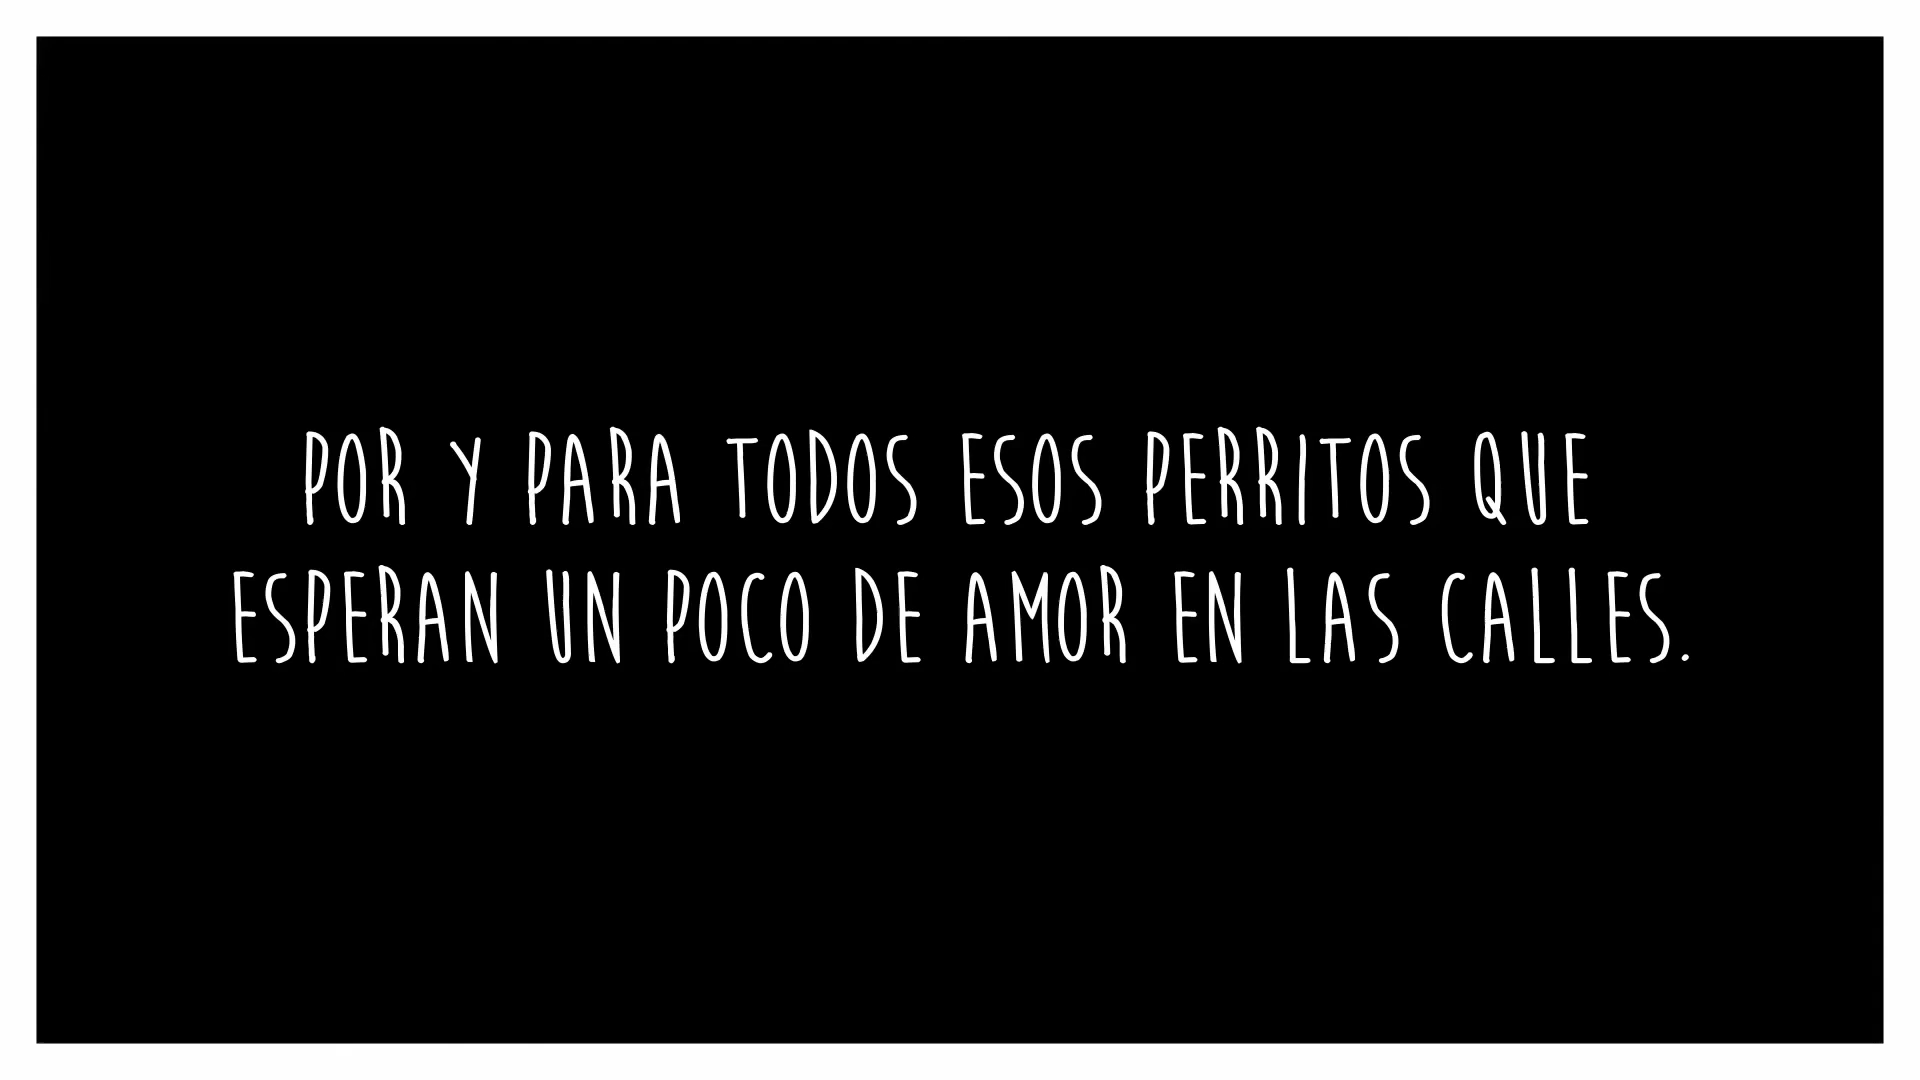 POR Y PARA TODOS ESOS PERRITOS QUE
ESPERAN UN POCO DE AMOR EN LAS CALLES.